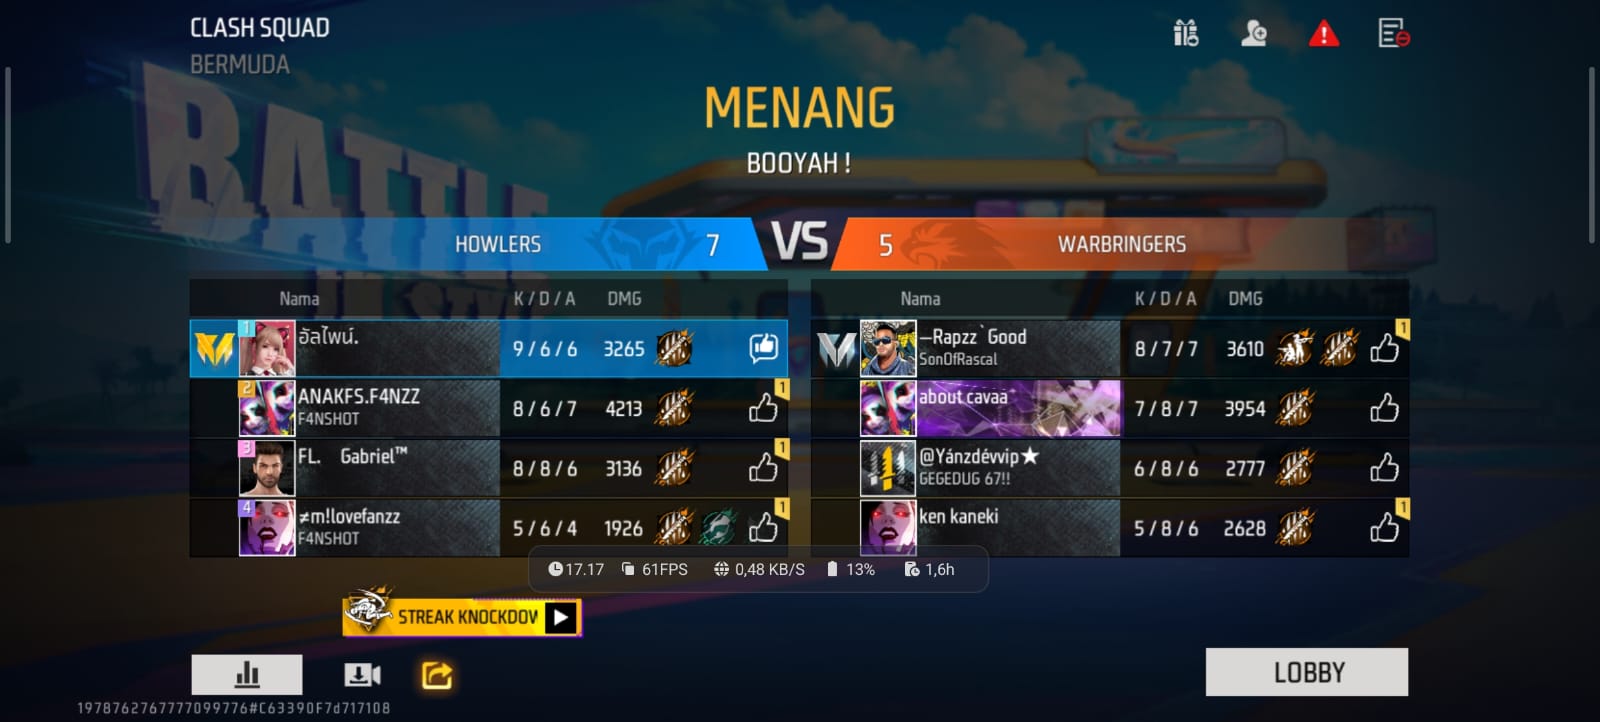 CLASH SQUAD
BERMUDA
MENANG
BOOYAH !
HOWLERS 7 VS 5 WARBRINGERS
Nama K / D / A DMG Nama K / D / A DMG
1 อัลไพน์. 9 / 6 / 6 3265 —Rapzz`Good SonOfRascal 8 / 7 / 7 3610 1
2 ANAKFS.F4NZZ F4NSHOT 8 / 6 / 7 4213 1 about cavaa 7 / 8 / 7 3954
3 FL. Gabriel™ 8 / 8 / 6 3136 1 @Yánzdévvip★ GEGEDUG 67!! 6 / 8 / 6 2777
4 ≠m!lovefanzz F4NSHOT 5 / 6 / 4 1926 1 ken kaneki 5 / 8 / 6 2628 1
17.17 61FPS 0,48 KB/S 13% 1,6h
STREAK KNOCKDOW
LOBBY
1978762767777099776#C63390F7d717108